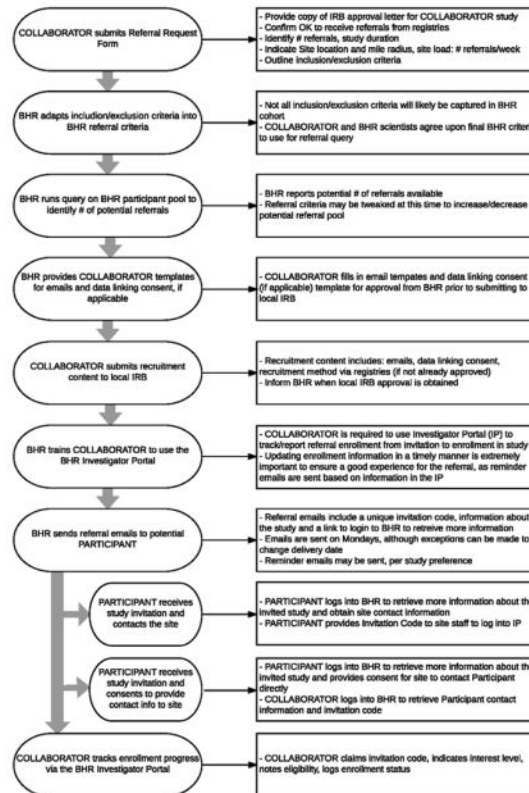 COLLABORATOR submits Referral Request
Form
- Provide copy of IRB approval letter for COLLABORATOR study
- Confirm OK to receive referrals from registries
- Identify # referrals, study duration
- Indicate Site location and mile radius, site load: # referrals/week
- Outline inclusion/exclusion criteria
BHR adapts includion/exclusion criteria into
BHR referral criteria
- Not all inclusion/exclusion criteria will likely be captured in BHR
cohort
- COLLABORATOR and BHR scientists agree upon final BHR criteri
to use for referral query
BHR runs query on BHR participant pool to
identify # of potential referrals
- BHR reports potential # of referrals available
- Referral criteria may be tweaked at this time to increase/decrease
potential referral pool
BHR provides COLLABORATOR templates
for emails and data linking consent, if
applicable
- COLLABORATOR fills in email tempates and data linking consent
(if applicable) template for approval from BHR prior to submitting to
local IRB
COLLABORATOR submits recruitment
content to local IRB
- Recruitment content includes: emails, data linking consent,
recruitment method via registries (if not already approved)
- Inform BHR when local IRB approval is obtained
BHR trains COLLABORATOR to use the
BHR Investigator Portal
- COLLABORATOR is required to use Investigator Portal (IP) to
track/report referral enrollment from invitation to enrollment in study
- Updating enrollment information in a timely manner is extremely
important to ensure a good experience for the referral, as reminder
emails are sent based on information in the IP
BHR sends referral emails to potential
PARTICIPANT
- Referral emails include a unique invitation code, information about
the study and a link to login to BHR to retreive more information
- Emails are sent on Mondays, although exceptions can be made to
change delivery date
- Reminder emails may be sent, per study preference
PARTICIPANT receives
study invitation and
contacts the site
- PARTICIPANT logs into BHR to retrieve more information about the
invited study and obtain site contact information
- PARTICIPANT provides Invitation Code to site staff to log into IP
PARTICIPANT receives
study invitation and
consents to provide
contact info to site
- PARTICIPANT logs into BHR to retrieve more information about the
invited study and provides consent for site to contact Participant
directly
- COLLABORATOR logs into BHR to retrieve Participant contact
information and invitation code
COLLABORATOR tracks enrollment progress
via the BHR Investigator Portal
- COLLABORATOR claims invitation code, indicates interest level,
notes eligibility, logs enrollment status